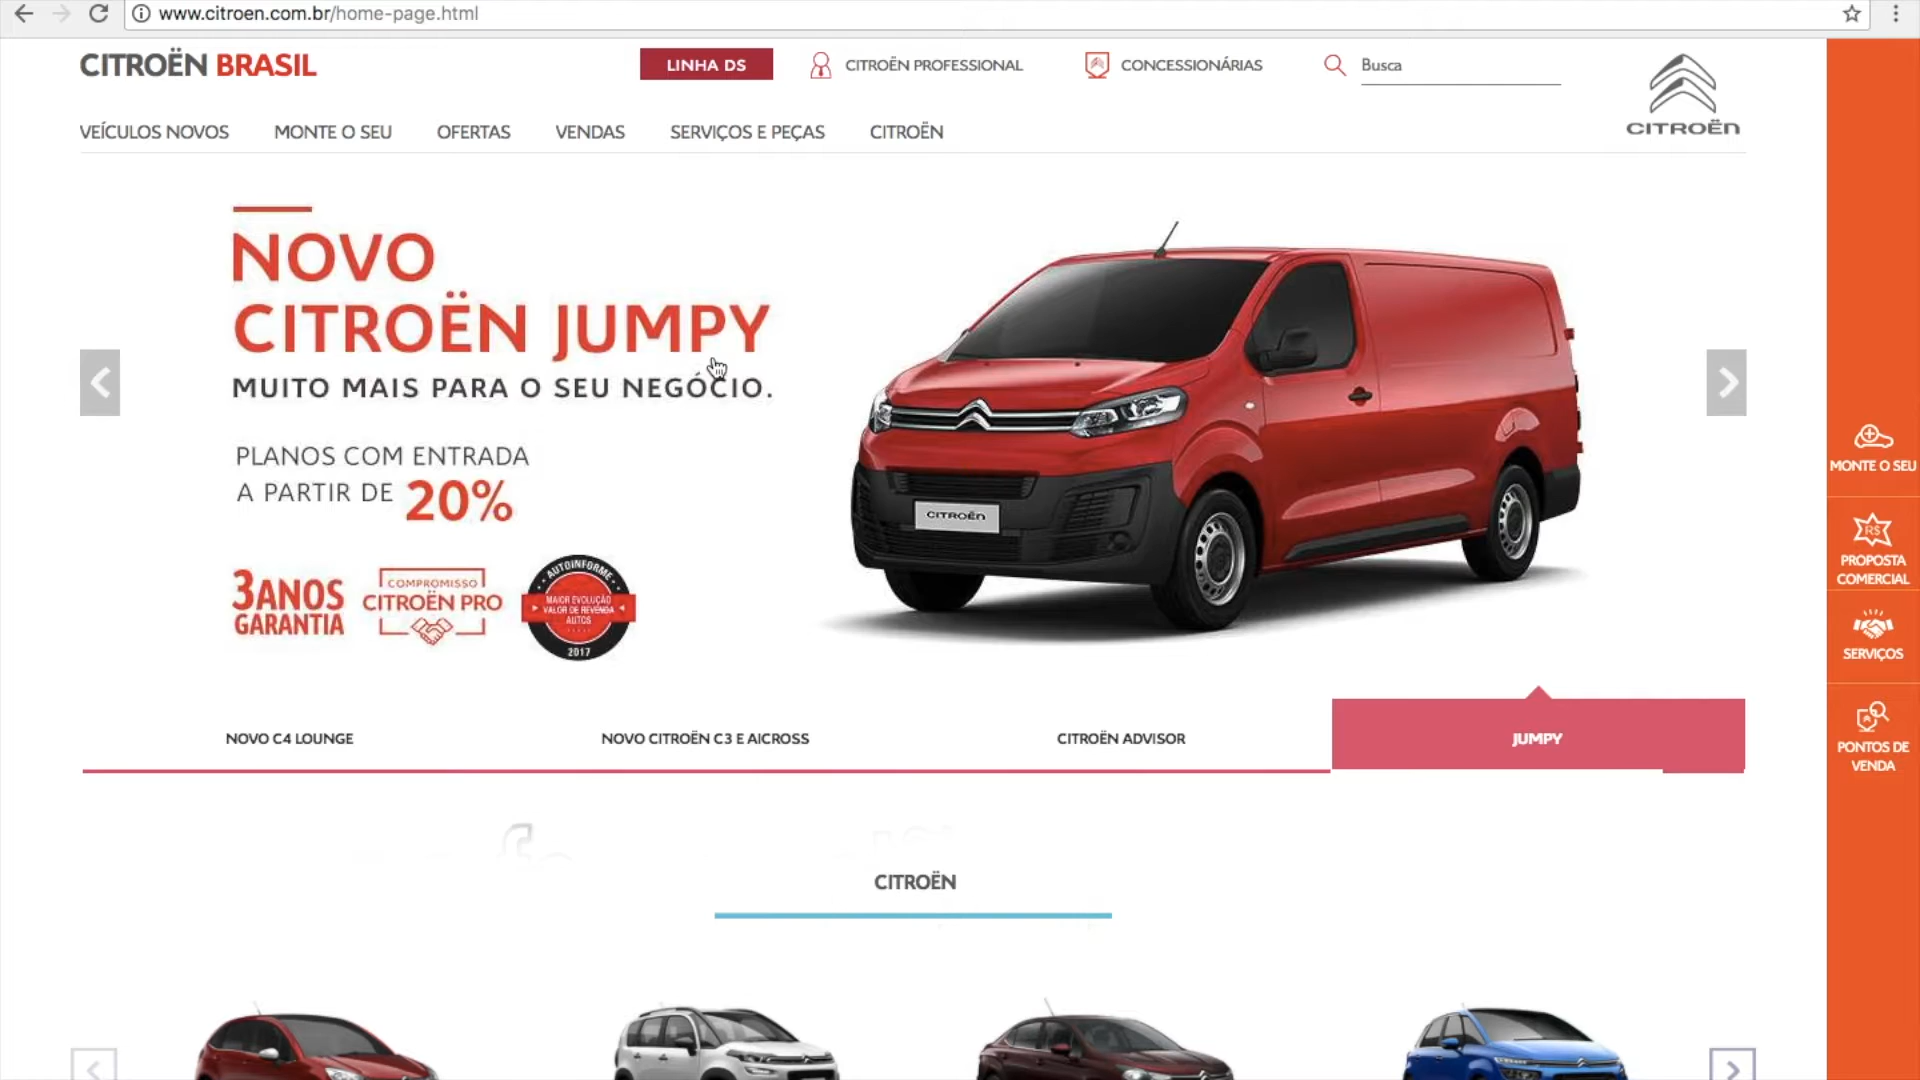 www.citroen.com.br/home-page.html
CITROËN BRASIL
LINHA DS
CITROËN PROFESSIONAL
CONCESSIONÁRIAS
Busca
CITROËN
VEÍCULOS NOVOS
MONTE O SEU
OFERTAS
VENDAS
SERVIÇOS E PEÇAS
CITROËN
NOVO
CITROËN JUMPY
MUITO MAIS PARA O SEU NEGÓCIO.
PLANOS COM ENTRADA
A PARTIR DE 20%
3 ANOS
GARANTIA
COMPROMISSO
CITROËN PRO
AUTOINFORME
MAIOR EVOLUÇÃO
VALOR DE REVENDA
AUTOS
2017
CITROËN
MONTE O SEU
R$
PROPOSTA
COMERCIAL
SERVIÇOS
PONTOS DE
VENDA
NOVO C4 LOUNGE
NOVO CITROËN C3 E AICROSS
CITROËN ADVISOR
JUMPY
CITROËN